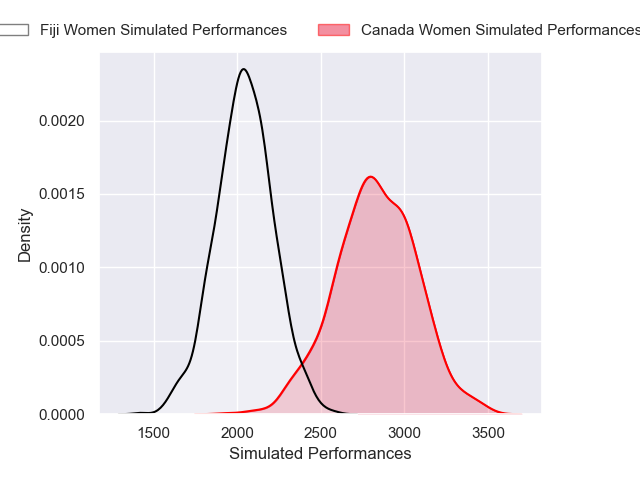 Fiji Women Simulated Performances
Canada Women Simulated Performances
0.0020
0.0015
0.0010
0.0005
0.0000
Density
1500 2000 2500 3000 3500
Simulated Performances